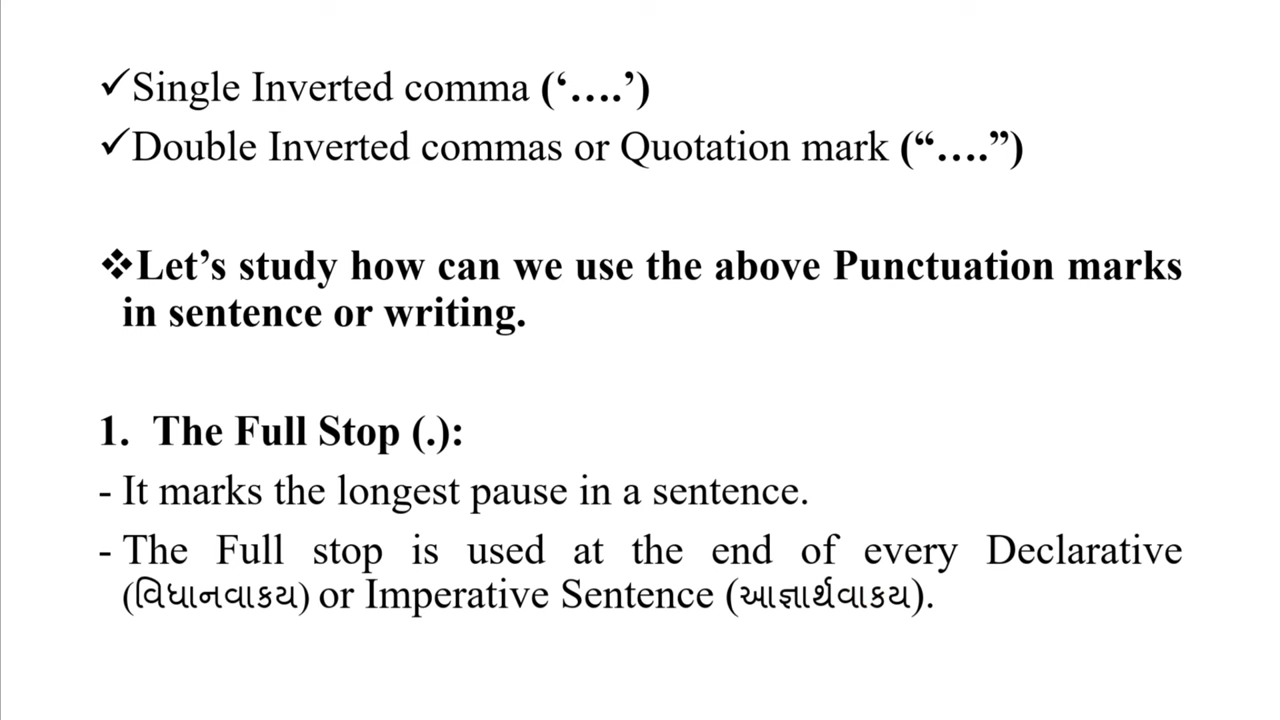 ✓Single Inverted comma (‘….’)
✓Double Inverted commas or Quotation mark (“….”)
❖Let’s study how can we use the above Punctuation marks
in sentence or writing.
1. The Full Stop (.):
- It marks the longest pause in a sentence.
- The Full stop is used at the end of every Declarative
(વિધાનવાકય) or Imperative Sentence (આજ્ઞાર્થવાકય).